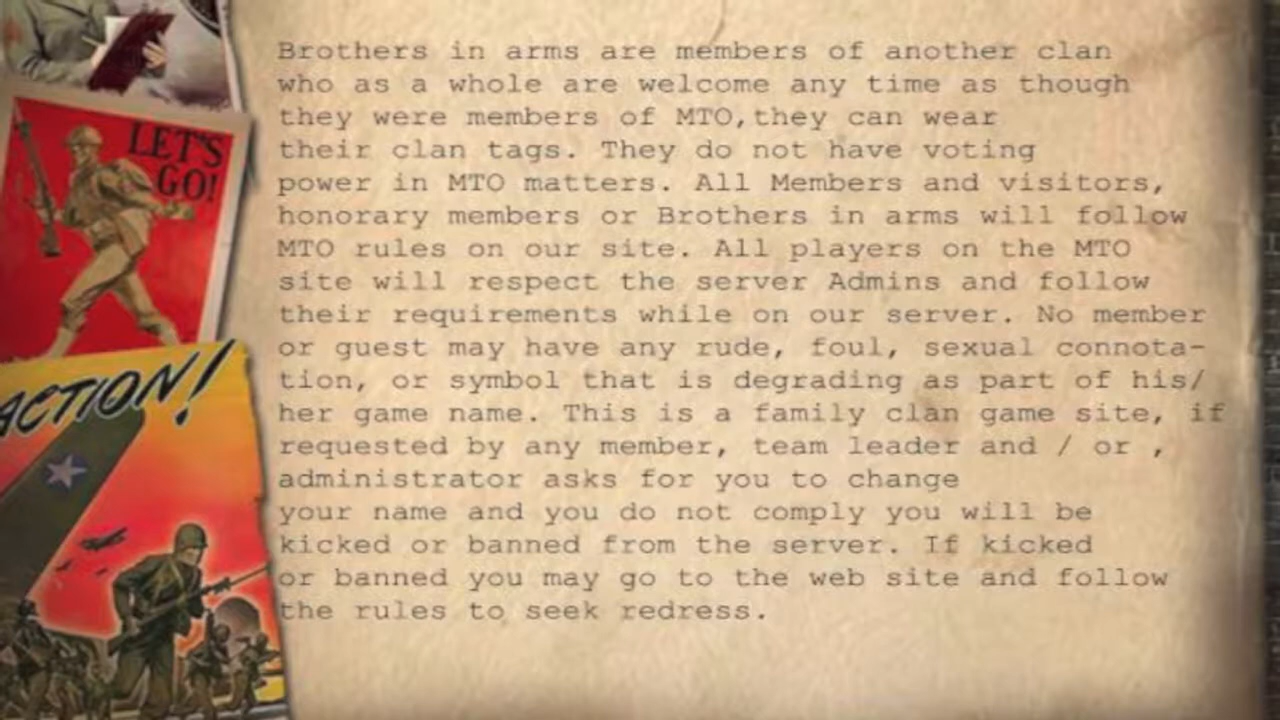 Brothers in arms are members of another clan
who as a whole are welcome any time as though
they were members of MTO,they can wear
their clan tags. They do not have voting
power in MTO matters. All Members and visitors,
honorary members or Brothers in arms will follow
MTO rules on our site. All players on the MTO
site will respect the server Admins and follow
their requirements while on our server. No member
or guest may have any rude, foul, sexual connota-
tion, or symbol that is degrading as part of his/
her game name. This is a family clan game site, if
requested by any member, team leader and / or ,
administrator asks for you to change
your name and you do not comply you will be
kicked or banned from the server. If kicked
or banned you may go to the web site and follow
the rules to seek redress.
LET'S
GO!
ACTION!